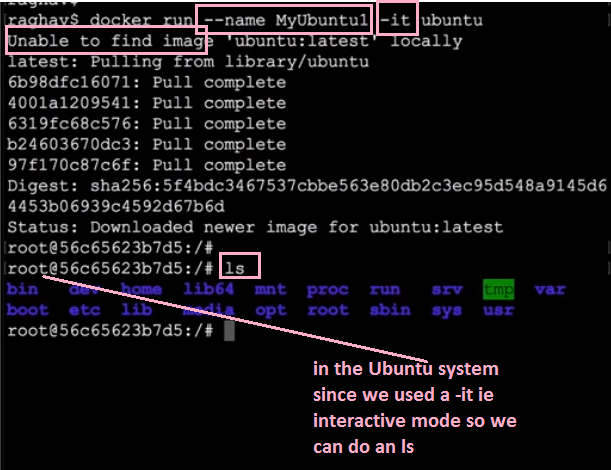 raghav$
raghav$ docker run --name MyUbuntu1 -it ubuntu
Unable to find image 'ubuntu:latest' locally
latest: Pulling from library/ubuntu
6b98dfc16071: Pull complete
4001a1209541: Pull complete
6319fc68c576: Pull complete
b24603670dc3: Pull complete
97f170c87c6f: Pull complete
Digest: sha256:5f4bdc3467537cbbe563e80db2c3ec95d548a9145d6
4453b06939c4592d67b6d
Status: Downloaded newer image for ubuntu:latest
root@56c65623b7d5:/#
root@56c65623b7d5:/# ls
bin dev home lib64 mnt proc run srv tmp var
boot etc lib media opt root sbin sys usr
root@56c65623b7d5:/#
in the Ubuntu system
since we used a -it ie
interactive mode so we
can do an ls